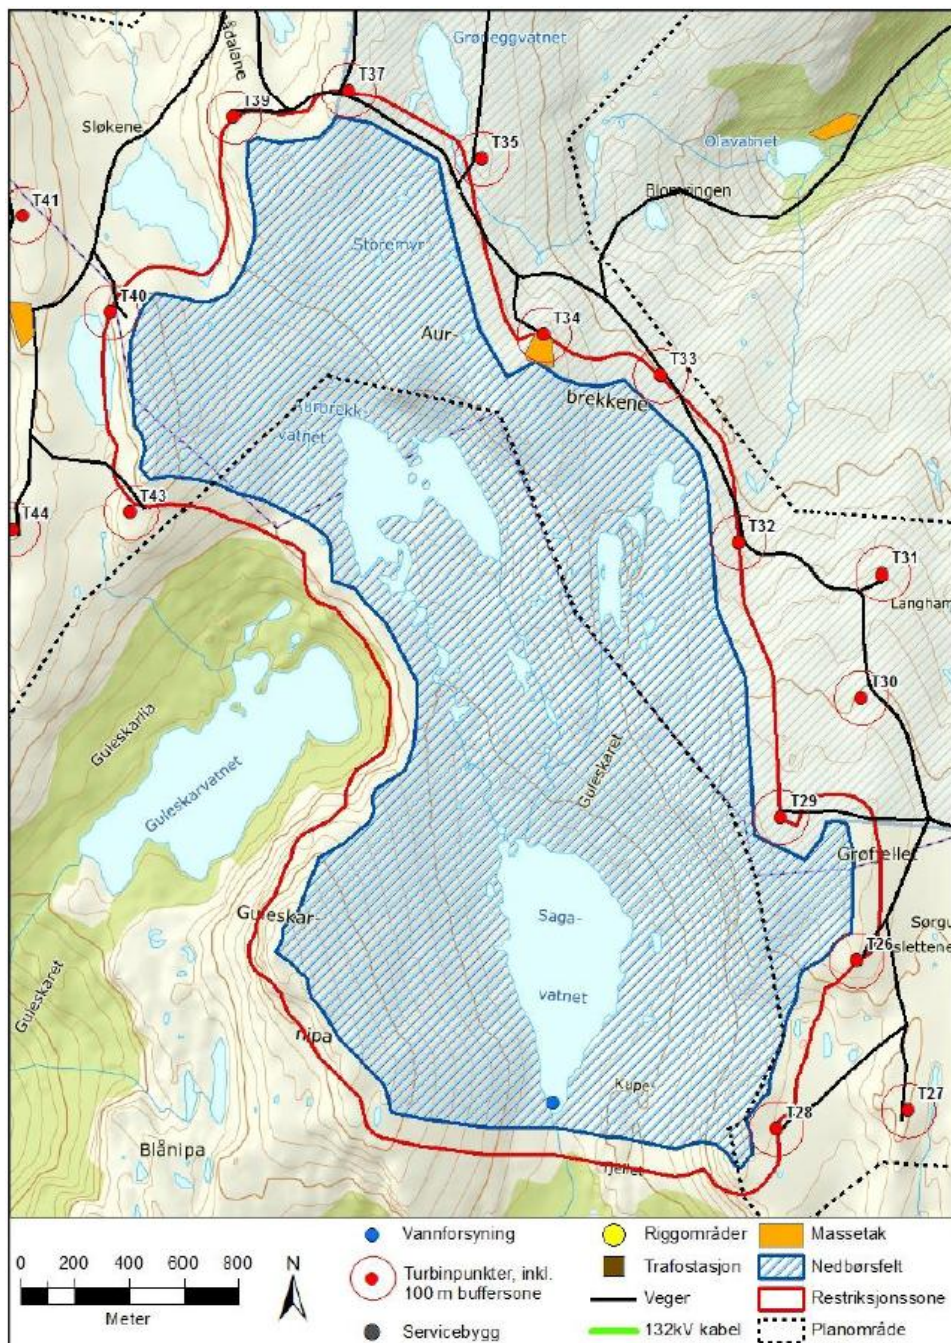 Grøneggvatnet
ådalane
T37
T39
Sløkene
T35
Olavatnet
T41
Blomringen
Storemyr
T40
Aur-
T34
T33
brekkene
vatnet
T43
T44
T32
T31
Langham
T30
Guleskarlia
Guleskarvatnet
Guleskaret
T29
Grøfjellet
Guleskar-
Saga-
vatnet
Sørgu
slettene
T26
Guleskaret
nipa
Kupe-
T27
T28
Blånipa
fjellet
0 200 400 600 800
Meter
N
Vannforsyning
Turbinpunkter, inkl.
100 m buffersone
Servicebygg
Riggområder
Trafostasjon
Veger
132kV kabel
Massetak
Nedbørsfelt
Restriksjonssone
Planområde